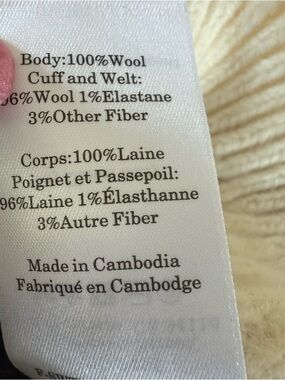 Body:100%Wool
Cuff and Welt:
96%Wool 1%Elastane
3%Other Fiber
Corps:100%Laine
Poignet et Passepoil:
96%Laine 1%Élasthanne
3%Autre Fiber
Made in Cambodia
Fabriqué en Cambodge